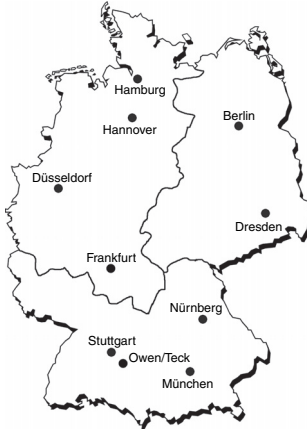 Hamburg
Berlin
Hannover
Düsseldorf
Dresden
Frankfurt
Nürnberg
Stuttgart
Owen/Teck
München